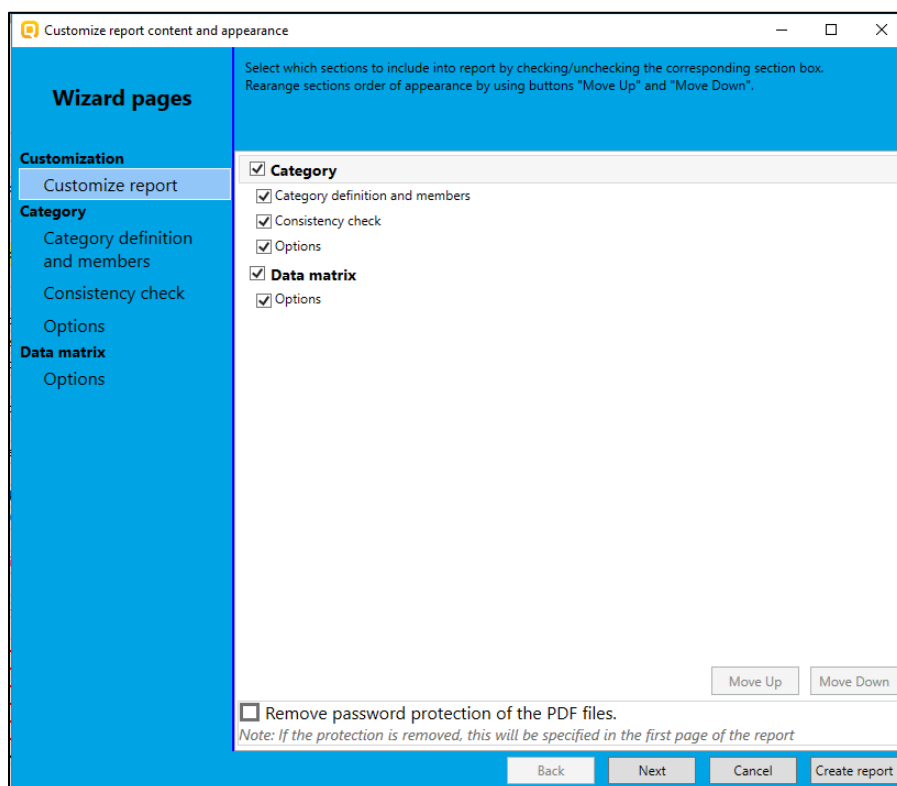 Customize report content and appearance
Wizard pages
Select which sections to include into report by checking/unchecking the corresponding section box.
Rearange sections order of appearance by using buttons "Move Up" and "Move Down".
Customization
Customize report
Category
Category definition
and members
Consistency check
Options
Data matrix
Options
Category
Category definition and members
Consistency check
Options
Data matrix
Options
Move Up
Move Down
Remove password protection of the PDF files.
Note: If the protection is removed, this will be specified in the first page of the report
Back
Next
Cancel
Create report